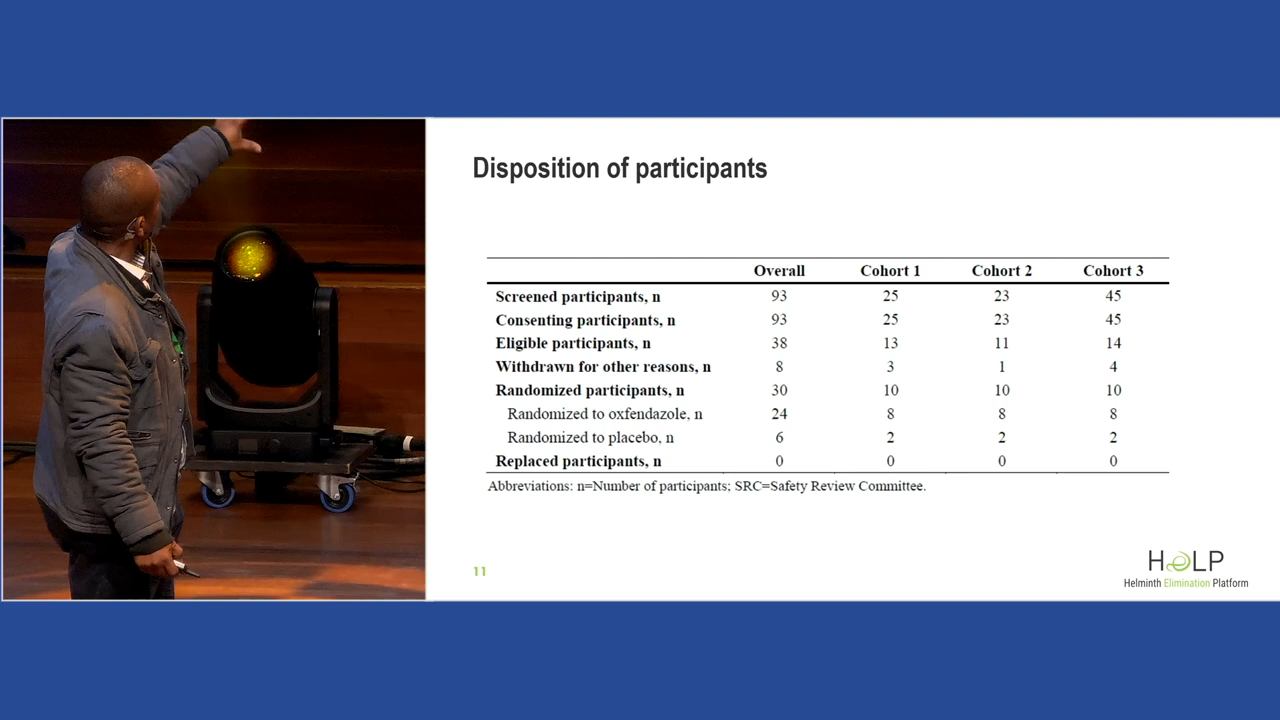 Disposition of participants
Overall Cohort 1 Cohort 2 Cohort 3
Screened participants, n 93 25 23 45
Consenting participants, n 93 25 23 45
Eligible participants, n 38 13 11 14
Withdrawn for other reasons, n 8 3 1 4
Randomized participants, n 30 10 10 10
Randomized to oxfendazole, n 24 8 8 8
Randomized to placebo, n 6 2 2 2
Replaced participants, n 0 0 0 0
Abbreviations: n=Number of participants; SRC=Safety Review Committee.
11
HeLP
Helminth Elimination Platform